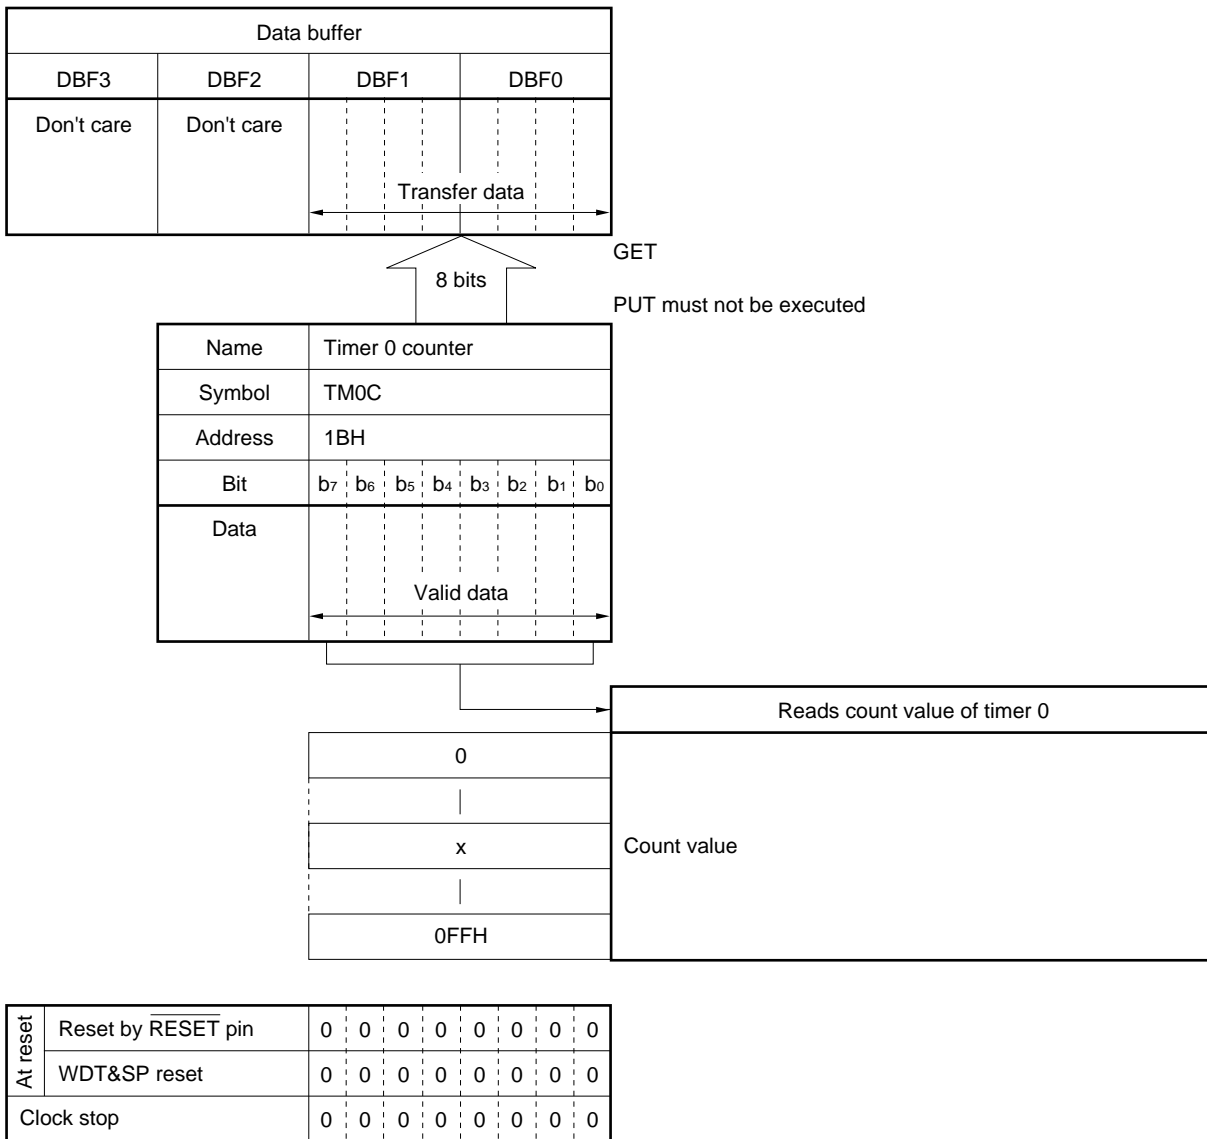 Data buffer
DBF3 DBF2 DBF1 DBF0
Don't care Don't care
Transfer data
GET
8 bits
PUT must not be executed
Name Timer 0 counter
Symbol TM0C
Address 1BH
Bit b7 b6 b5 b4 b3 b2 b1 b0
Data
Valid data
Reads count value of timer 0
0
x Count value
0FFH
At reset Reset by RESET pin 0 0 0 0 0 0 0 0
WDT&SP reset 0 0 0 0 0 0 0 0
Clock stop 0 0 0 0 0 0 0 0